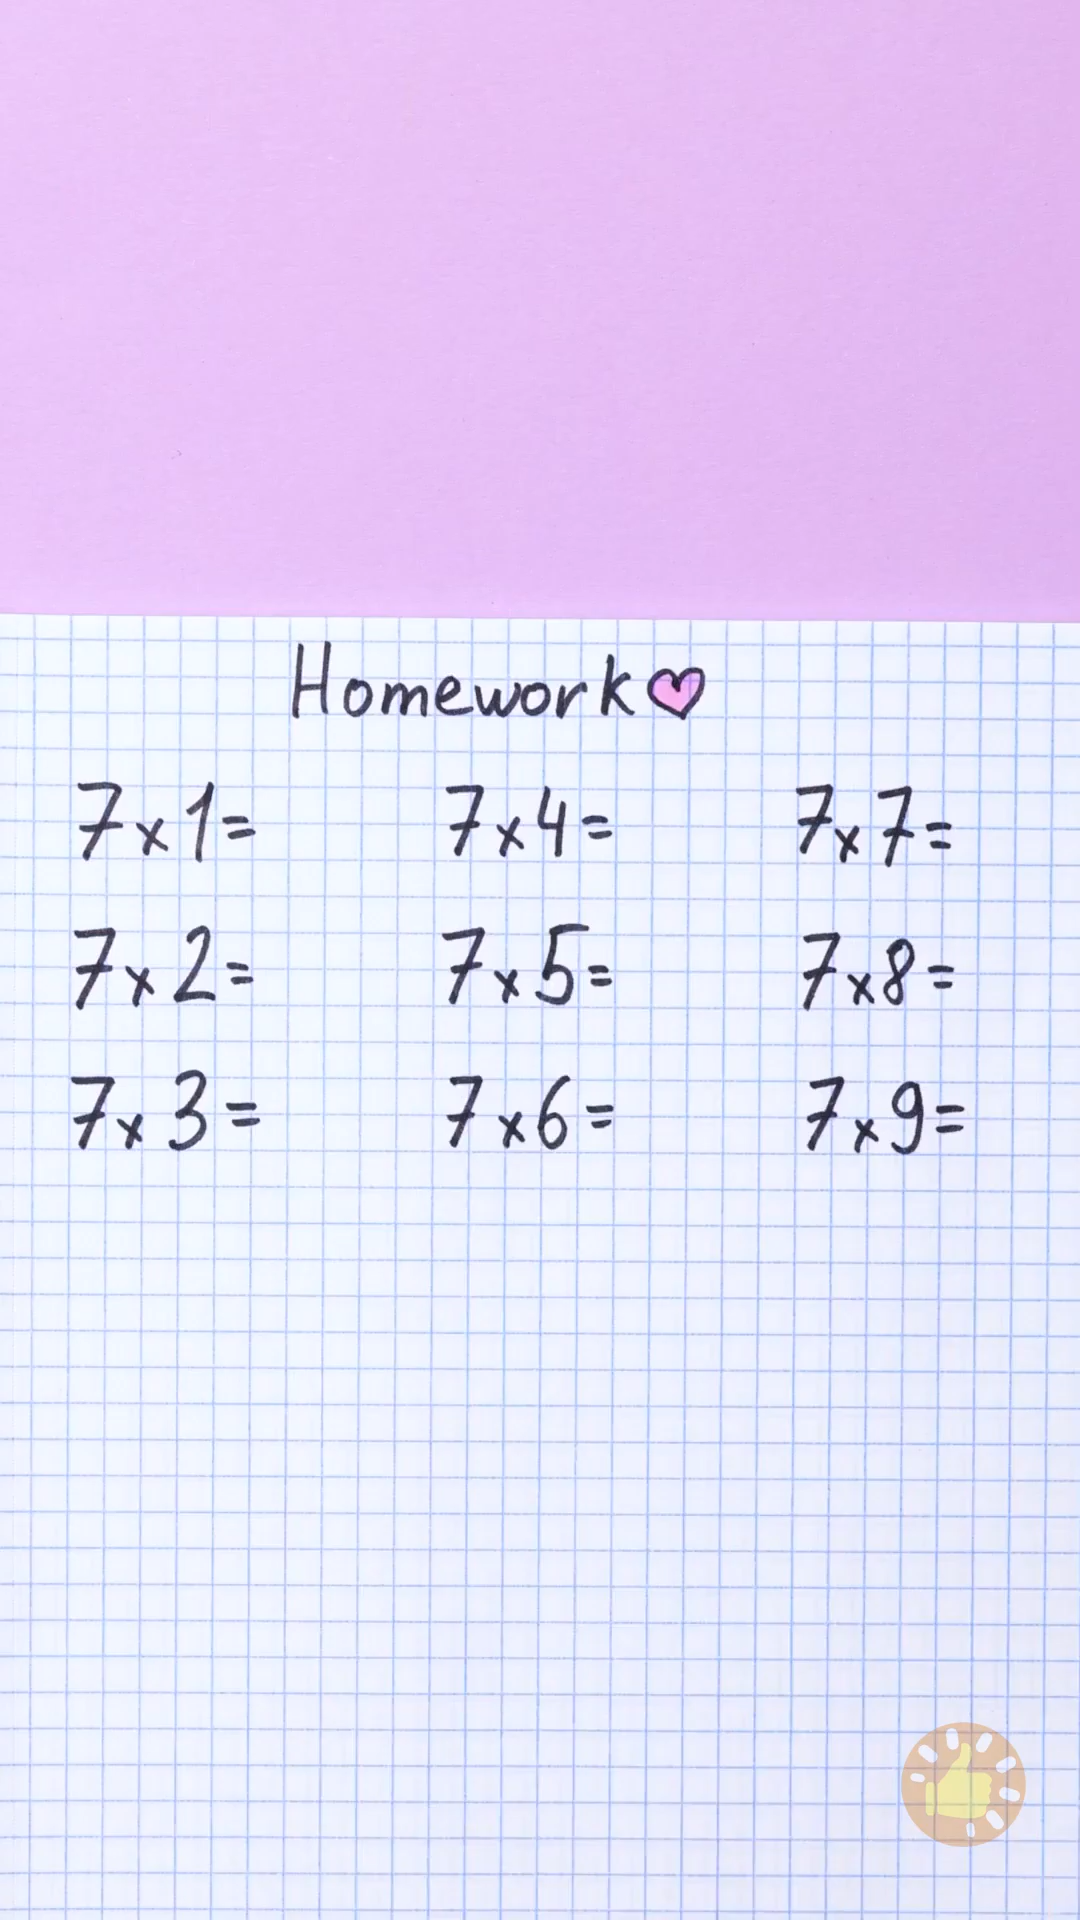 Homework
7x1= 7x4= 7x7=
7x2= 7x5= 7x8=
7x3= 7x6= 7x9=